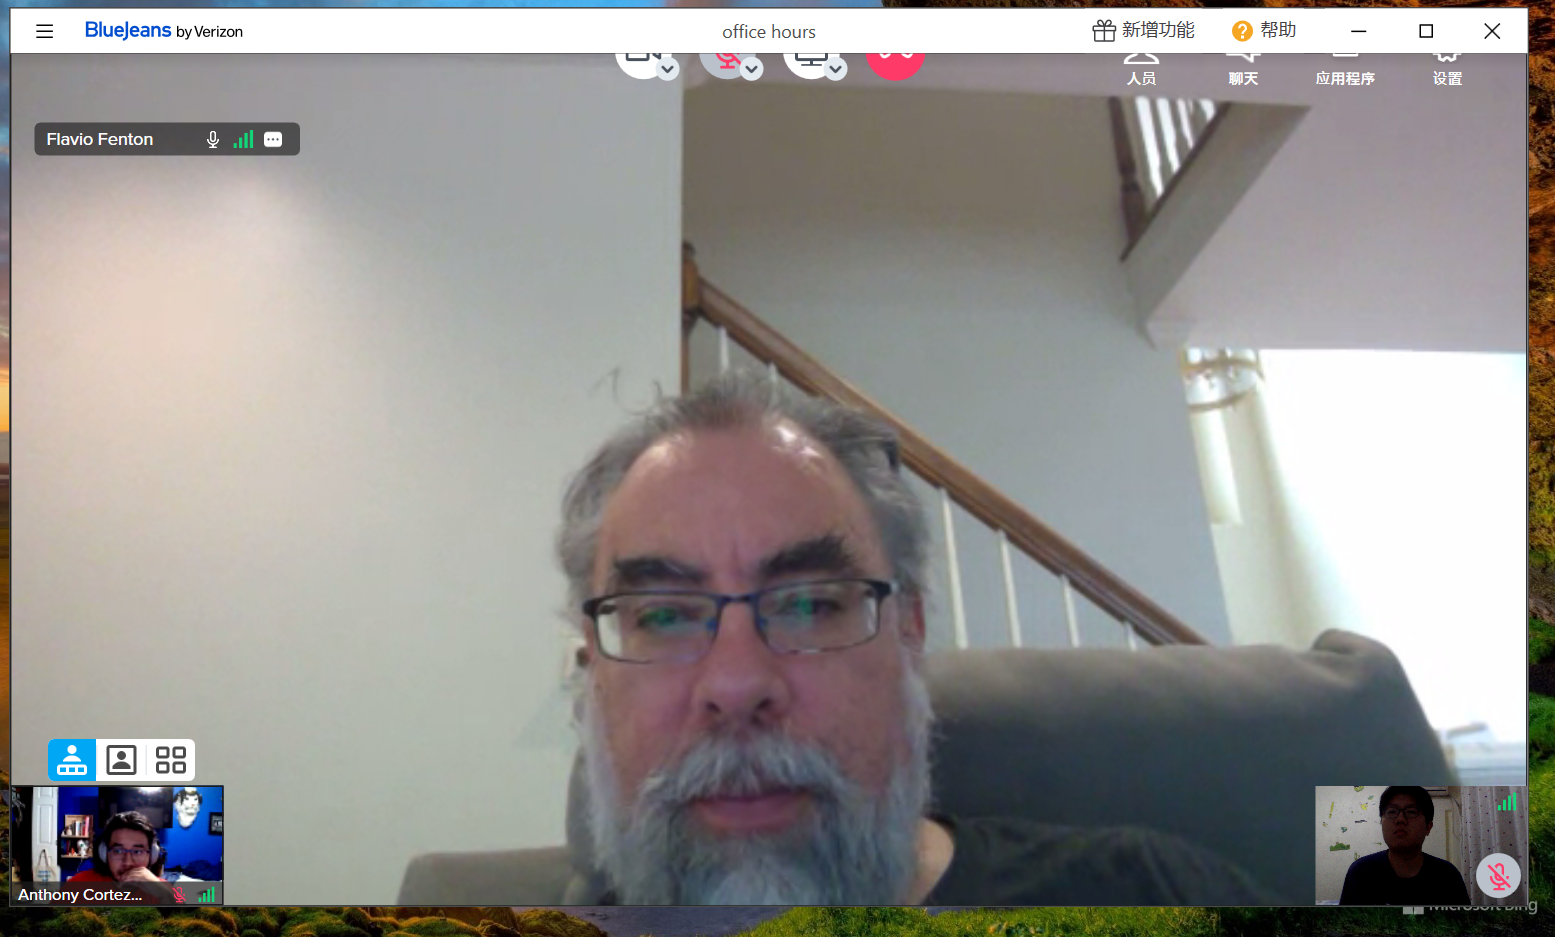 BlueJeans by Verizon
office hours
新增功能
帮助
人员
聊天
应用程序
设置
Flavio Fenton
Anthony Cortez...
Microsoft Bing